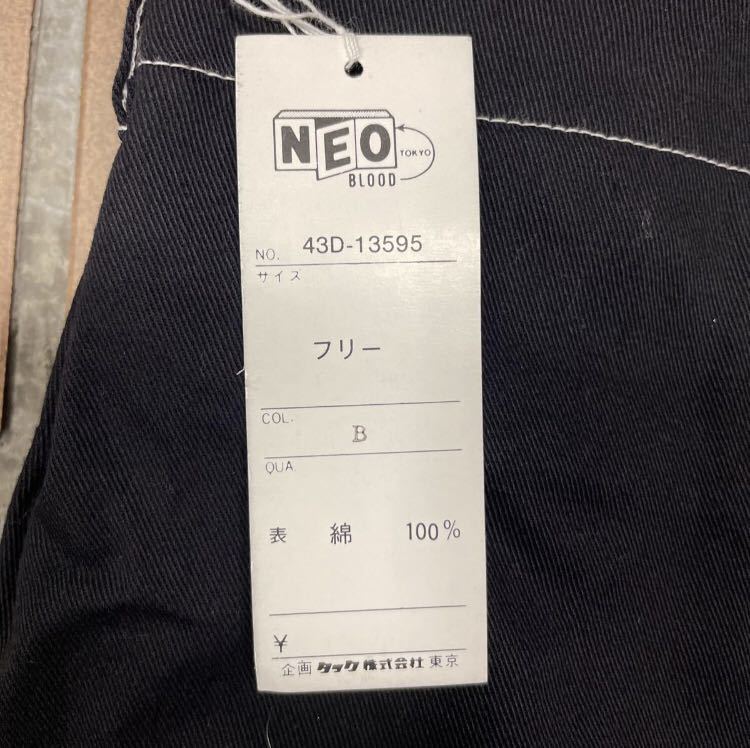 NEO
TOKYO
BLOOD
NO. 43D-13595
サイズ
フリー
COL.
B
QUA.
表 綿 100%
¥
企画 タック株式会社 東京